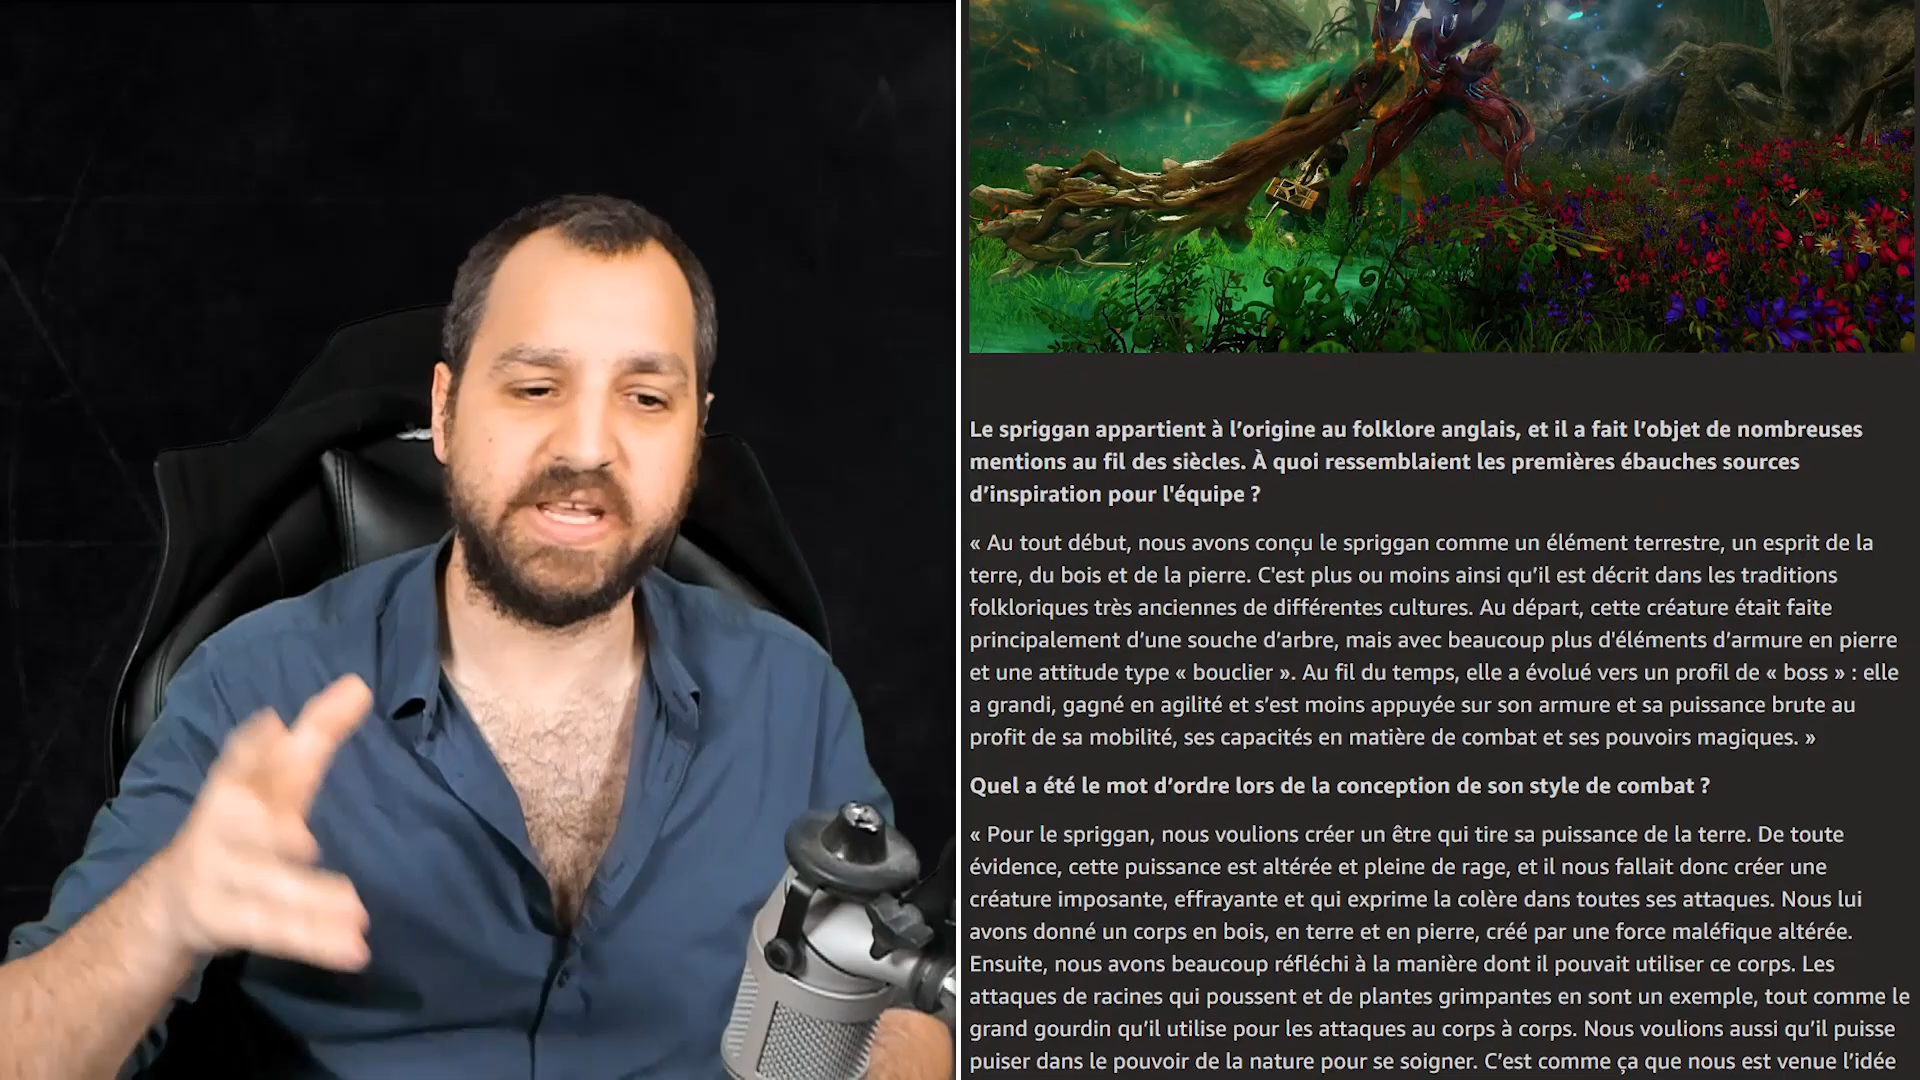 Le spriggan appartient à l’origine au folklore anglais, et il a fait l’objet de nombreuses
mentions au fil des siècles. À quoi ressemblaient les premières ébauches sources
d’inspiration pour l'équipe ?
« Au tout début, nous avons conçu le spriggan comme un élément terrestre, un esprit de la
terre, du bois et de la pierre. C'est plus ou moins ainsi qu’il est décrit dans les traditions
folkloriques très anciennes de différentes cultures. Au départ, cette créature était faite
principalement d’une souche d’arbre, mais avec beaucoup plus d'éléments d’armure en pierre
et une attitude type « bouclier ». Au fil du temps, elle a évolué vers un profil de « boss » : elle
a grandi, gagné en agilité et s’est moins appuyée sur son armure et sa puissance brute au
profit de sa mobilité, ses capacités en matière de combat et ses pouvoirs magiques. »
Quel a été le mot d’ordre lors de la conception de son style de combat ?
« Pour le spriggan, nous voulions créer un être qui tire sa puissance de la terre. De toute
évidence, cette puissance est altérée et pleine de rage, et il nous fallait donc créer une
créature imposante, effrayante et qui exprime la colère dans toutes ses attaques. Nous lui
avons donné un corps en bois, en terre et en pierre, créé par une force maléfique altérée.
Ensuite, nous avons beaucoup réfléchi à la manière dont il pouvait utiliser ce corps. Les
attaques de racines qui poussent et de plantes grimpantes en sont un exemple, tout comme le
grand gourdin qu’il utilise pour les attaques au corps à corps. Nous voulions aussi qu’il puisse
puiser dans le pouvoir de la nature pour se soigner. C’est comme ça que nous est venue l’idée